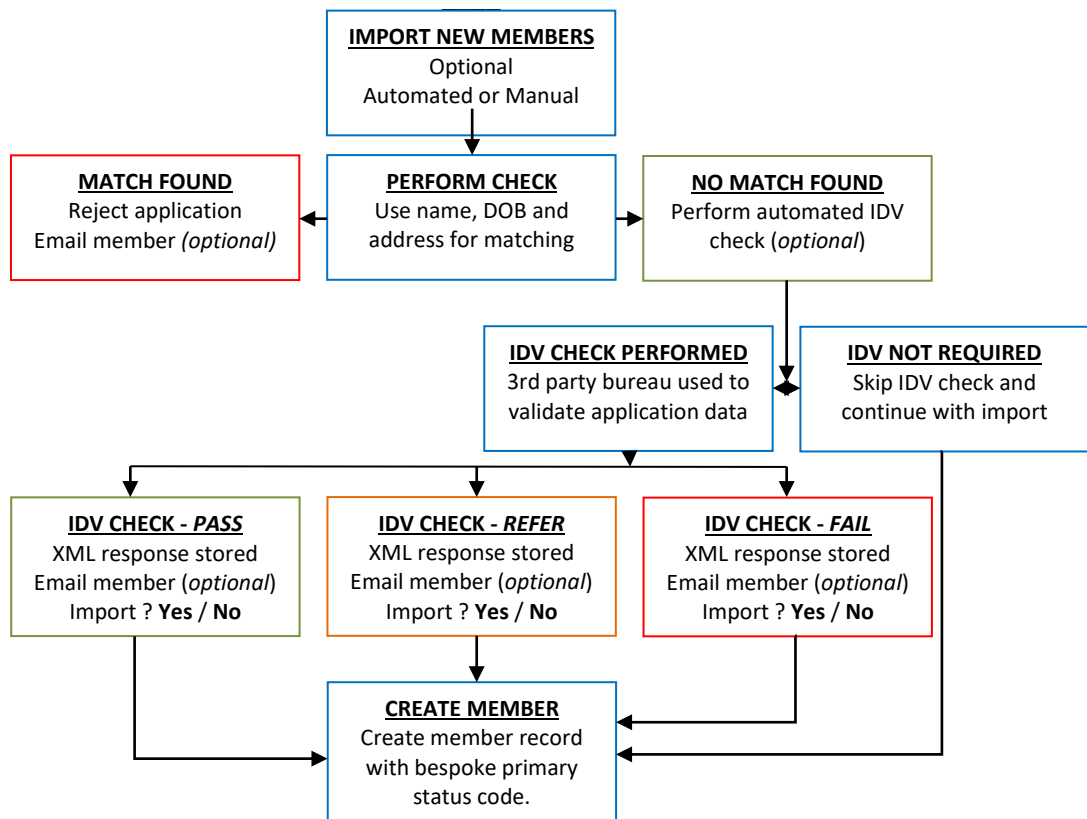 IMPORT NEW MEMBERS
Optional
Automated or Manual
MATCH FOUND
Reject application
Email member (optional)
PERFORM CHECK
Use name, DOB and
address for matching
NO MATCH FOUND
Perform automated IDV
check (optional)
IDV CHECK PERFORMED
3rd party bureau used to
validate application data
IDV NOT REQUIRED
Skip IDV check and
continue with import
IDV CHECK - PASS
XML response stored
Email member (optional)
Import ? Yes / No
IDV CHECK - REFER
XML response stored
Email member (optional)
Import ? Yes / No
IDV CHECK - FAIL
XML response stored
Email member (optional)
Import ? Yes / No
CREATE MEMBER
Create member record
with bespoke primary
status code.